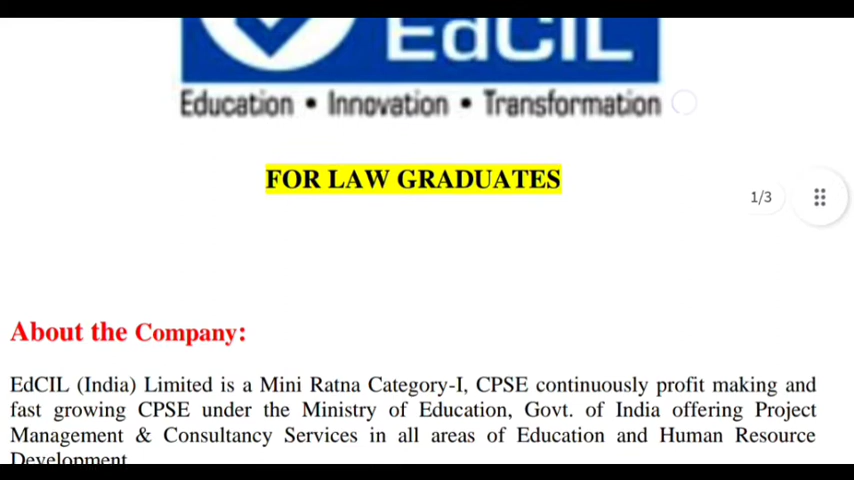 EdCIL
Education • Innovation • Transformation
FOR LAW GRADUATES
1/3
About the Company:
EdCIL (India) Limited is a Mini Ratna Category-I, CPSE continuously profit making and
fast growing CPSE under the Ministry of Education, Govt. of India offering Project
Management & Consultancy Services in all areas of Education and Human Resource
Development